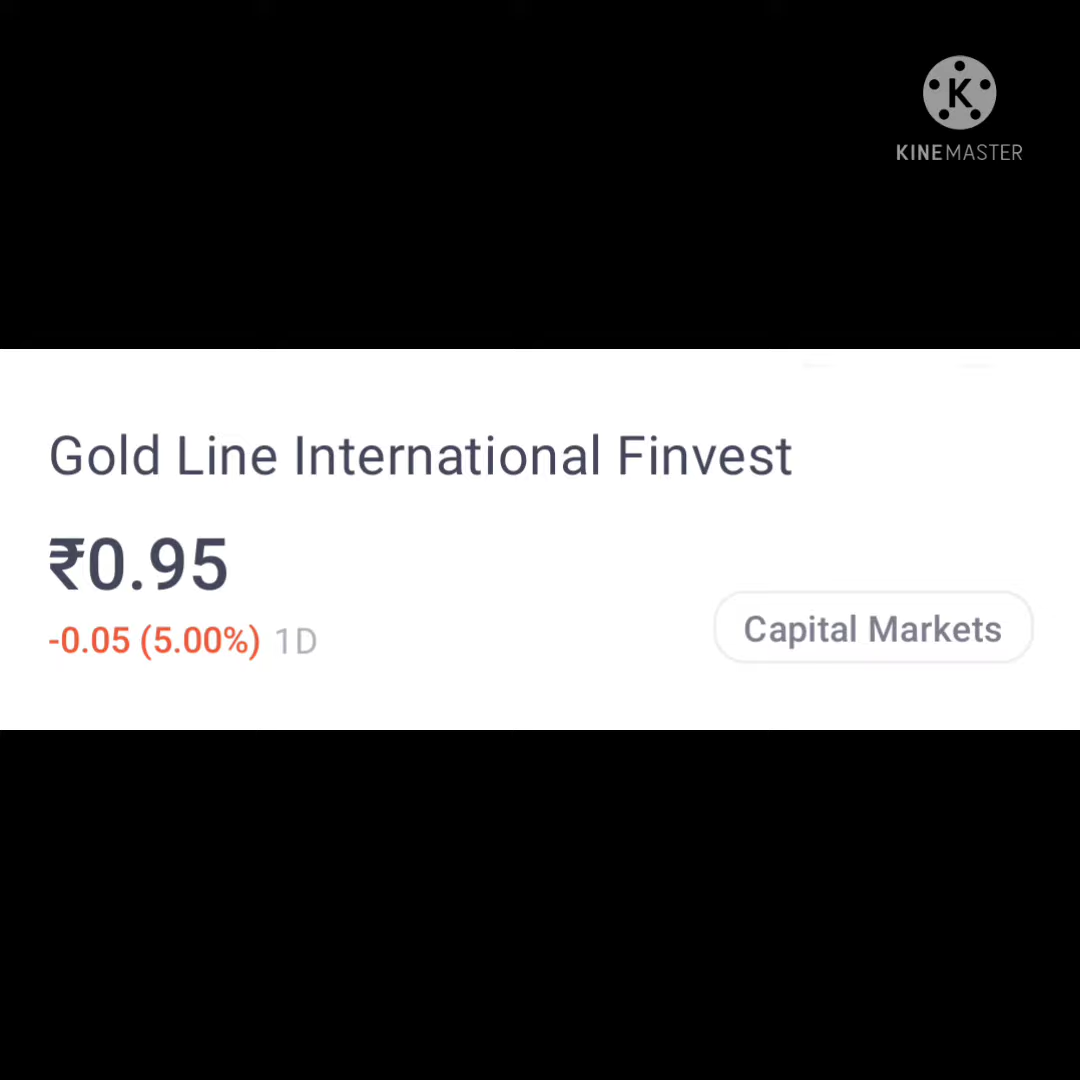 K
KINEMASTER
Gold Line International Finvest
₹0.95
-0.05 (5.00%) 1D
Capital Markets